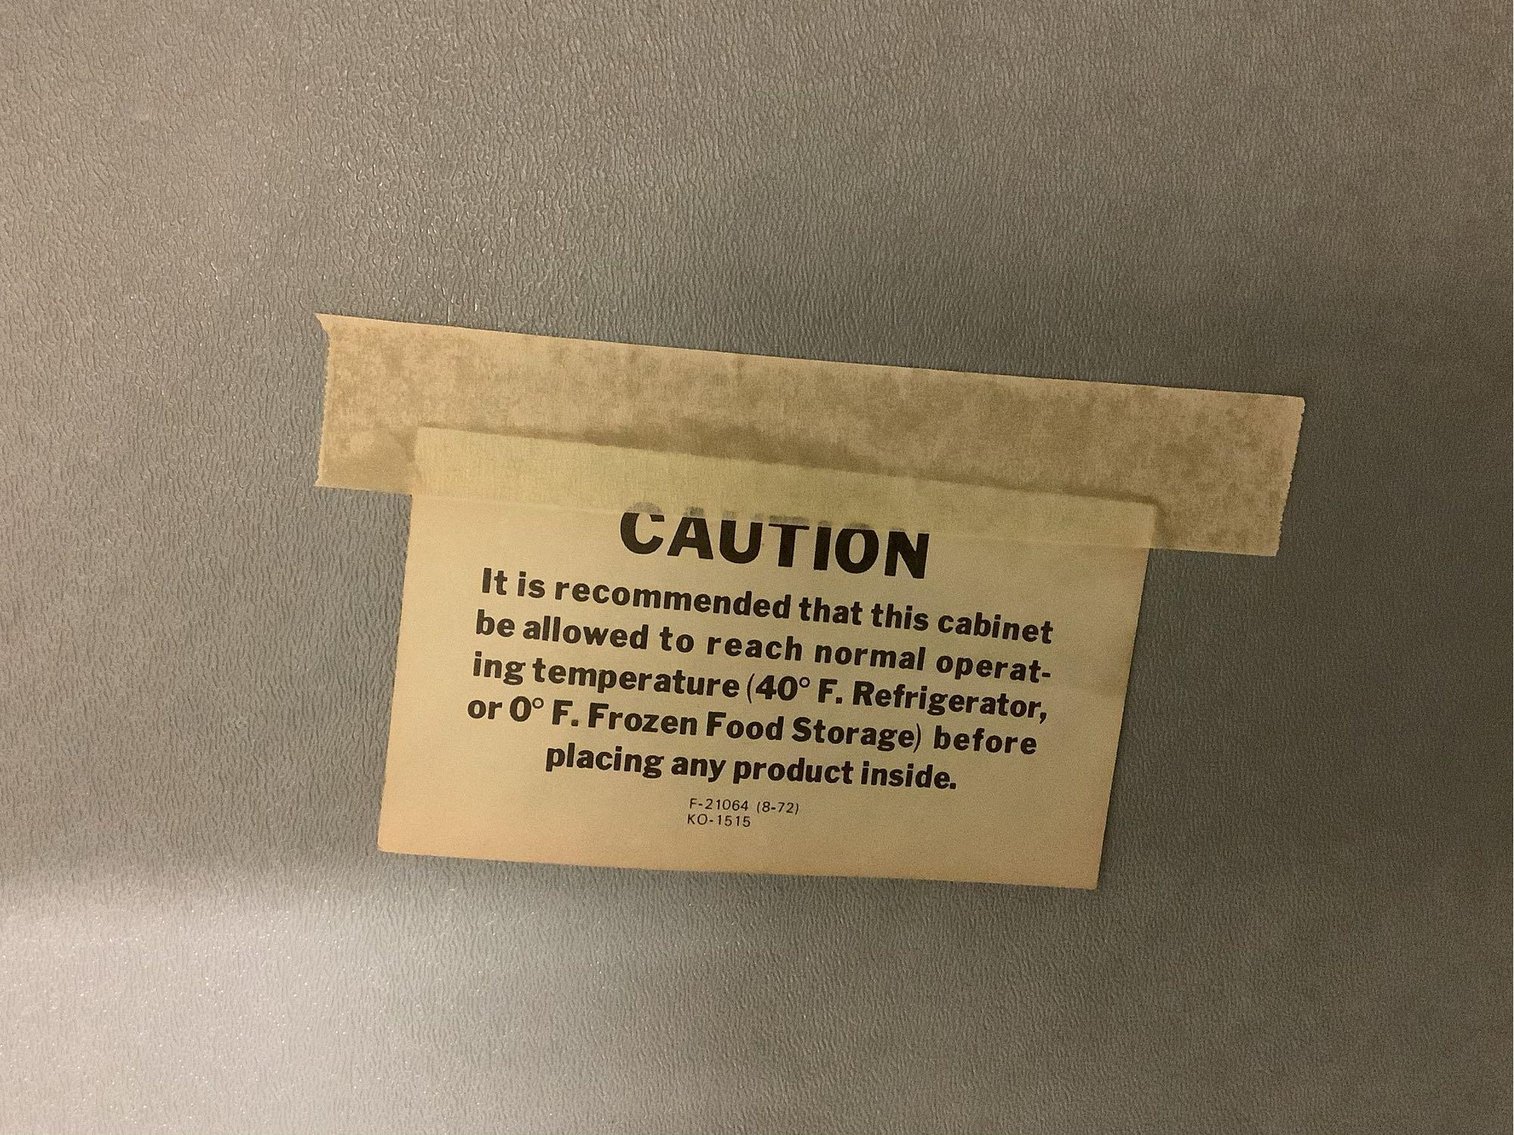 CAUTION
It is recommended that this cabinet
be allowed to reach normal operat-
ing temperature (40° F. Refrigerator,
or 0° F. Frozen Food Storage) before
placing any product inside.
F-21064 (8-72)
KO-1515